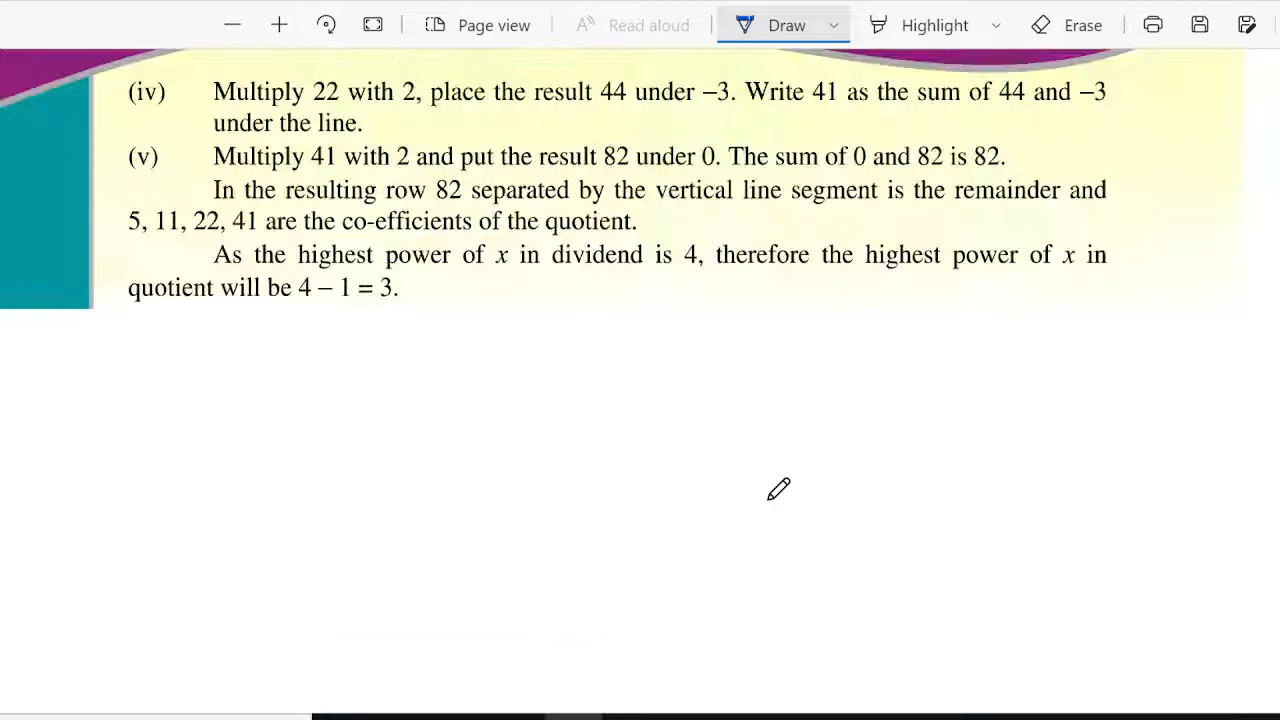 Page view Read aloud Draw Highlight Erase
(iv) Multiply 22 with 2, place the result 44 under –3. Write 41 as the sum of 44 and –3
under the line.
(v) Multiply 41 with 2 and put the result 82 under 0. The sum of 0 and 82 is 82.
In the resulting row 82 separated by the vertical line segment is the remainder and
5, 11, 22, 41 are the co-efficients of the quotient.
As the highest power of x in dividend is 4, therefore the highest power of x in
quotient will be 4 – 1 = 3.